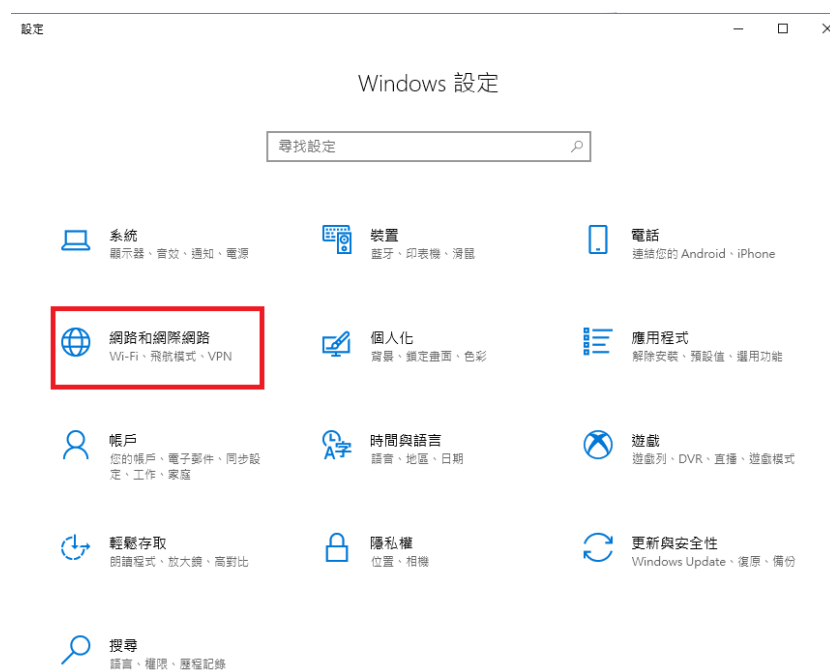 設定
Windows 設定
尋找設定
系統
顯示器、音效、通知、電源
裝置
藍牙、印表機、滑鼠
電話
連結您的 Android、iPhone
網路和網際網路
Wi-Fi、飛航模式、VPN
個人化
背景、鎖定畫面、色彩
應用程式
解除安裝、預設值、選用功能
帳戶
您的帳戶、電子郵件、同步設
定、工作、家庭
時間與語言
語音、地區、日期
遊戲
遊戲列、DVR、直播、遊戲模式
輕鬆存取
朗讀程式、放大鏡、高對比
隱私權
位置、相機
更新與安全性
Windows Update、復原、備份
搜尋
語言、權限、歷程記錄